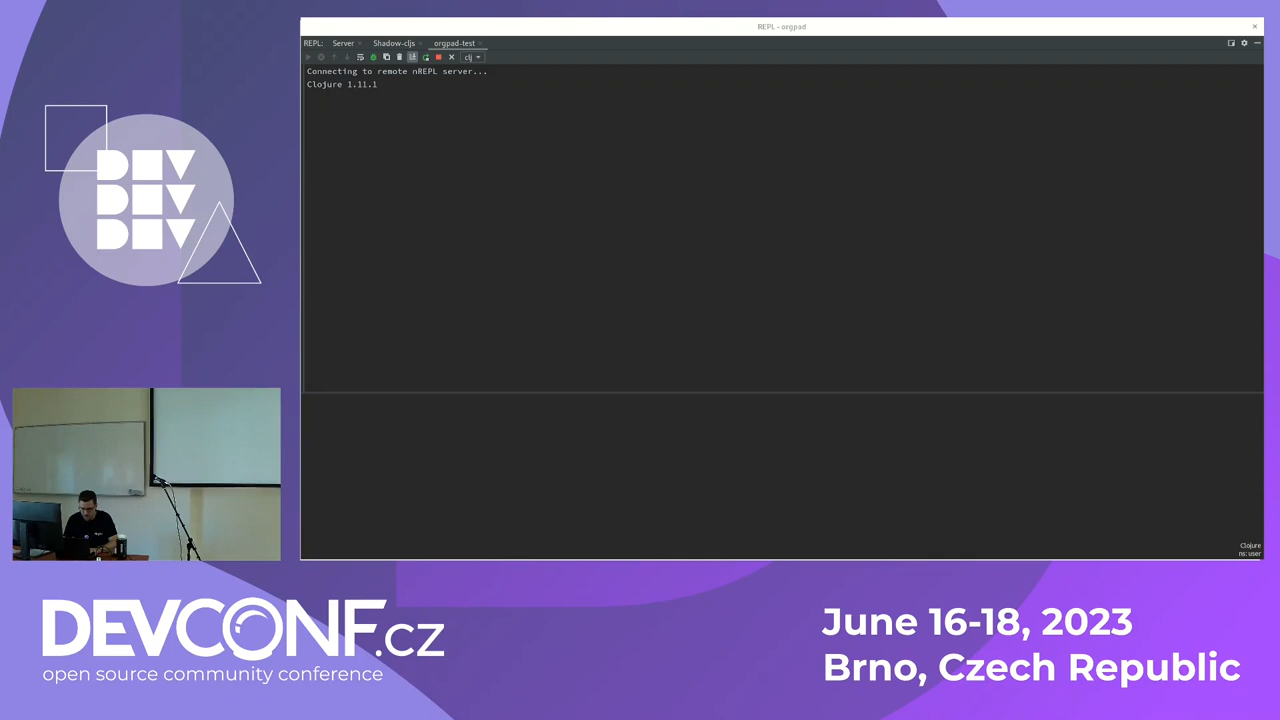 REPL - orgpad
REPL: Server Shadow-cljs orgpad-test
clj
Connecting to remote nREPL server...
Clojure 1.11.1
Clojure
ns: user
DEV
DEV
DEV
DEVCONF.cz
open source community conference
June 16-18, 2023
Brno, Czech Republic